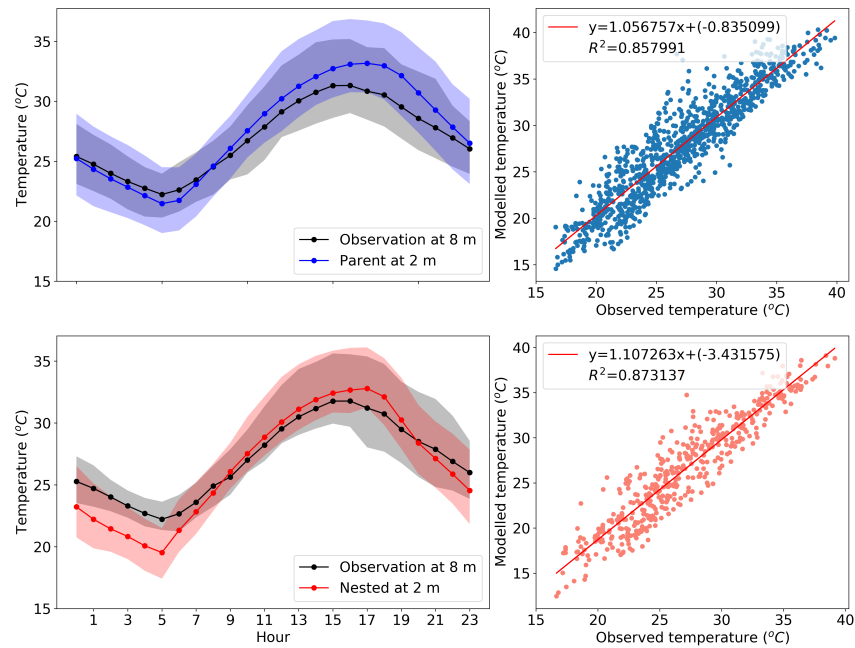 35
30
25
20
15
Temperature (°C)
Observation at 8 m
Parent at 2 m
y=1.056757x+(-0.835099)
R²=0.857991
40
35
30
25
20
15
Modelled temperature (°C)
15 20 25 30 35 40
Observed temperature (°C)
35
30
25
20
15
Temperature (°C)
Observation at 8 m
Nested at 2 m
1 3 5 7 9 11 13 15 17 19 21 23
Hour
y=1.107263x+(-3.431575)
R²=0.873137
40
35
30
25
20
15
Modelled temperature (°C)
15 20 25 30 35 40
Observed temperature (°C)